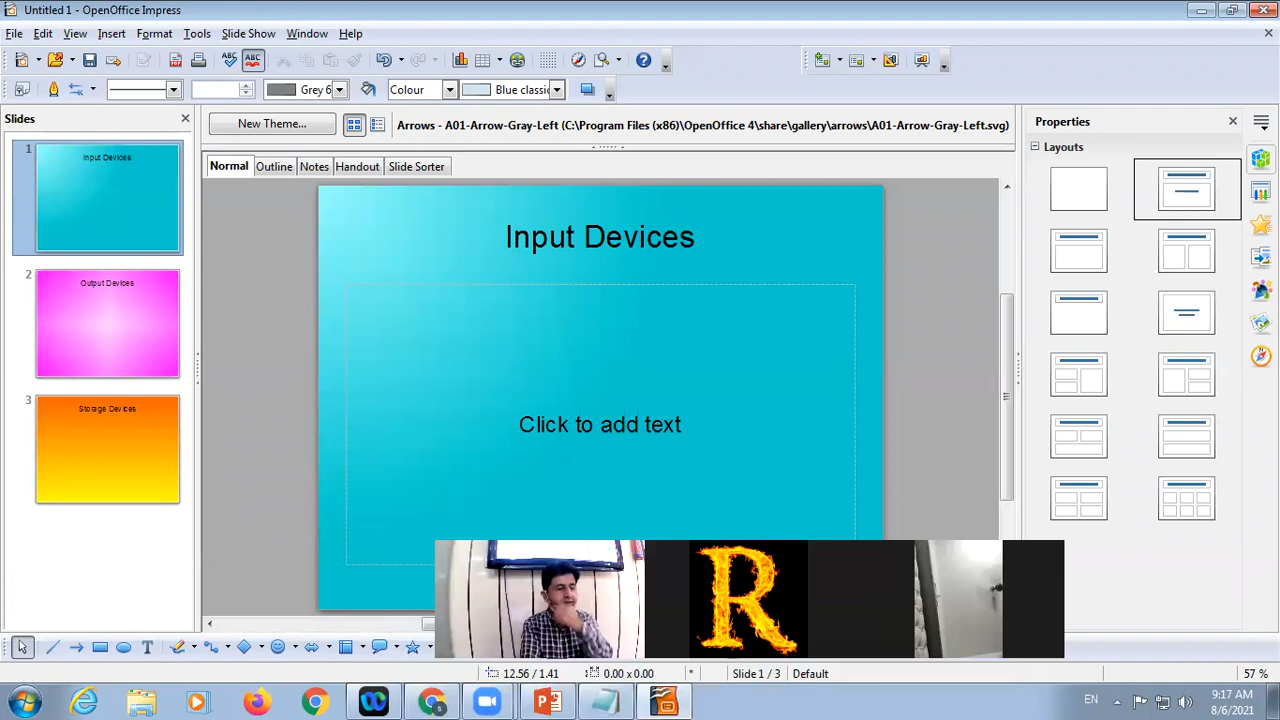 Untitled 1 - OpenOffice Impress
File Edit View Insert Format Tools Slide Show Window Help
ABC ABC
Grey 6 Colour Blue classic
Slides
New Theme... Arrows - A01-Arrow-Gray-Left (C:\Program Files (x86)\OpenOffice 4\share\gallery\arrows\A01-Arrow-Gray-Left.svg)
Properties
Layouts
Normal Outline Notes Handout Slide Sorter
1
Input Devices
2
Output Devices
3
Storage Devices
Input Devices
Click to add text
R
12.56 / 1.41 0.00 x 0.00 * Slide 1 / 3 Default 57 %
EN 9:17 AM
8/6/2021